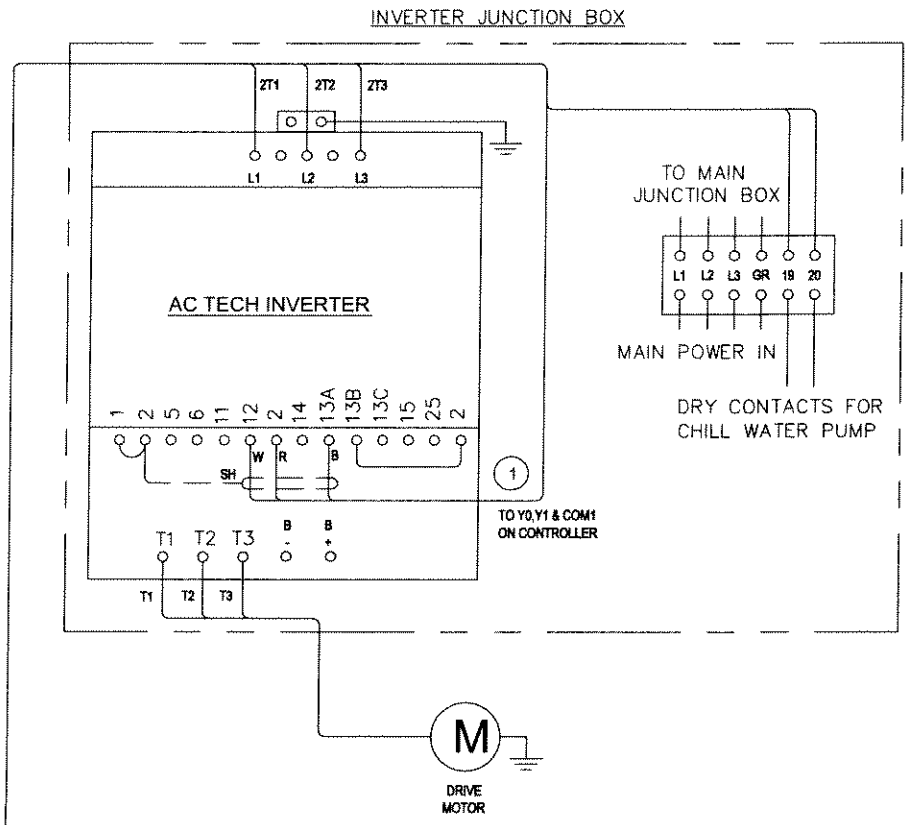 INVERTER JUNCTION BOX
2T1 2T2 2T3
L1 L2 L3
TO MAIN
JUNCTION BOX
L1 L2 L3 GR 19 20
AC TECH INVERTER
MAIN POWER IN
DRY CONTACTS FOR
CHILL WATER PUMP
1 2 5 6 11 12 2 14 13A 13B 13C 15 25 2
W R B
SH
1
TO Y0,Y1 & COM1
ON CONTROLLER
B B
- +
T1 T2 T3
T1 T2 T3
M
DRIVE
MOTOR